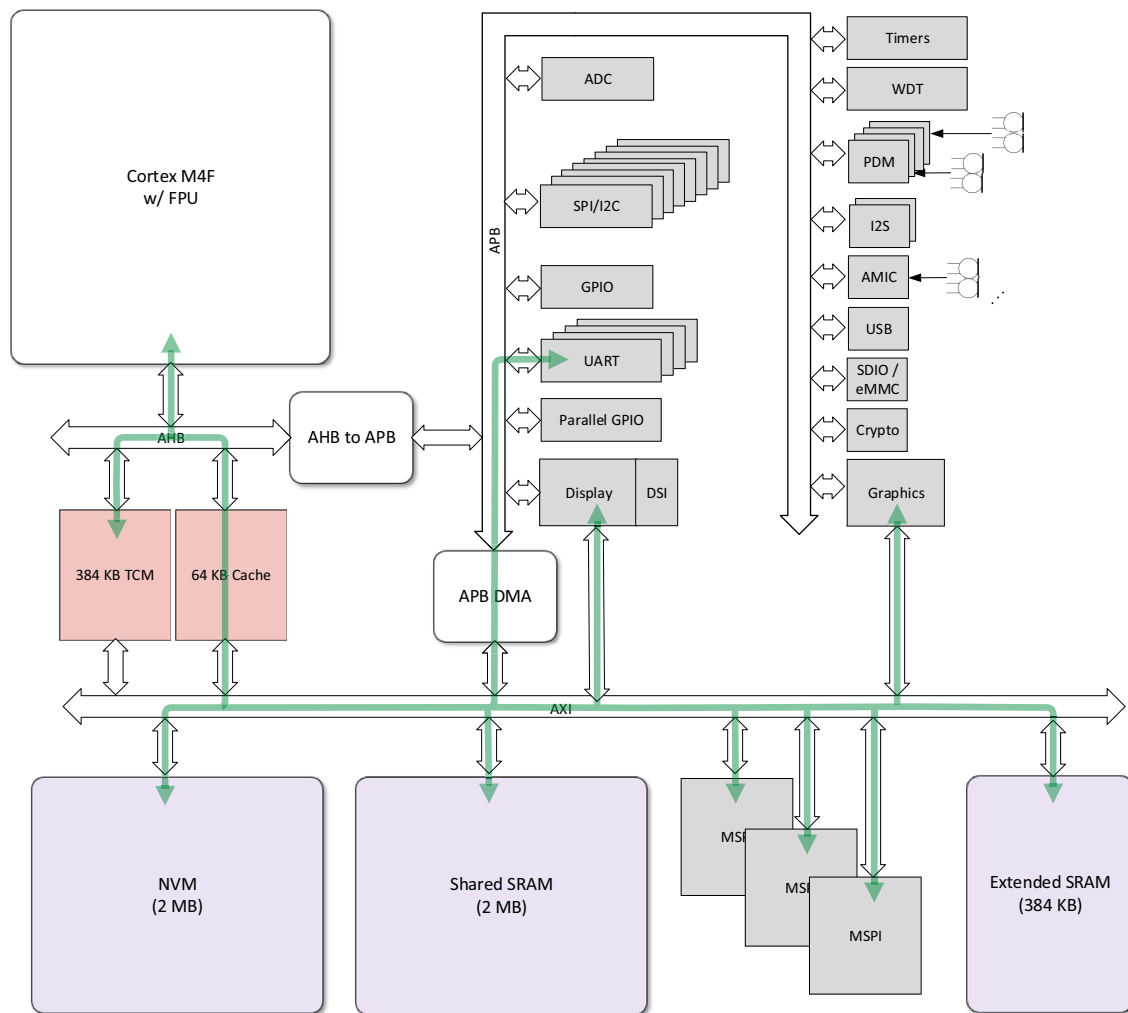 Cortex M4F
w/ FPU
AHB
AHB to APB
384 KB TCM
64 KB Cache
APB
ADC
SPI/I2C
GPIO
UART
Parallel GPIO
Display
DSI
APB DMA
Timers
WDT
PDM
I2S
AMIC
...
USB
SDIO /
eMMC
Crypto
Graphics
AXI
NVM
(2 MB)
Shared SRAM
(2 MB)
MSPI
MSPI
MSPI
Extended SRAM
(384 KB)